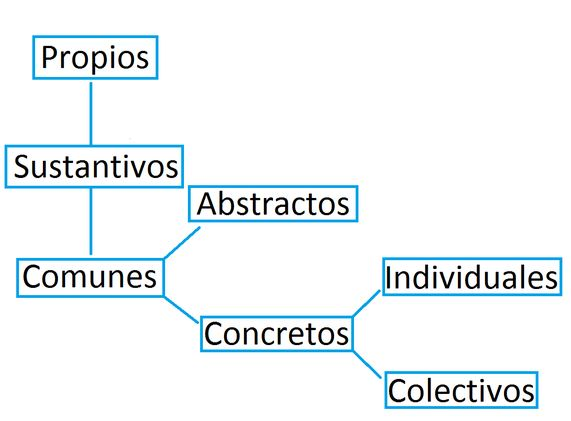 Propios
Sustantivos
Abstractos
Comunes
Individuales
Concretos
Colectivos